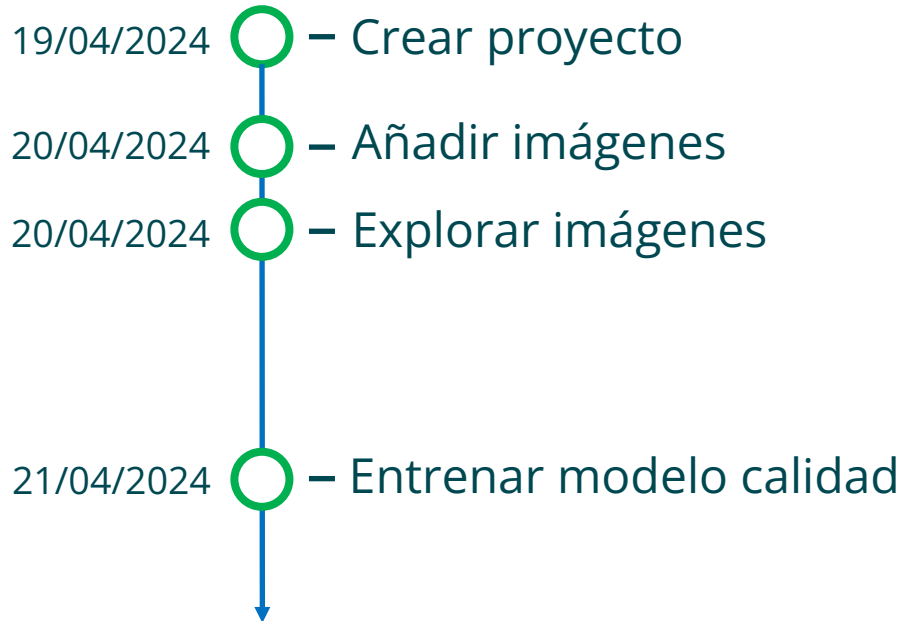 19/04/2024 – Crear proyecto
20/04/2024 – Añadir imágenes
20/04/2024 – Explorar imágenes
21/04/2024 – Entrenar modelo calidad